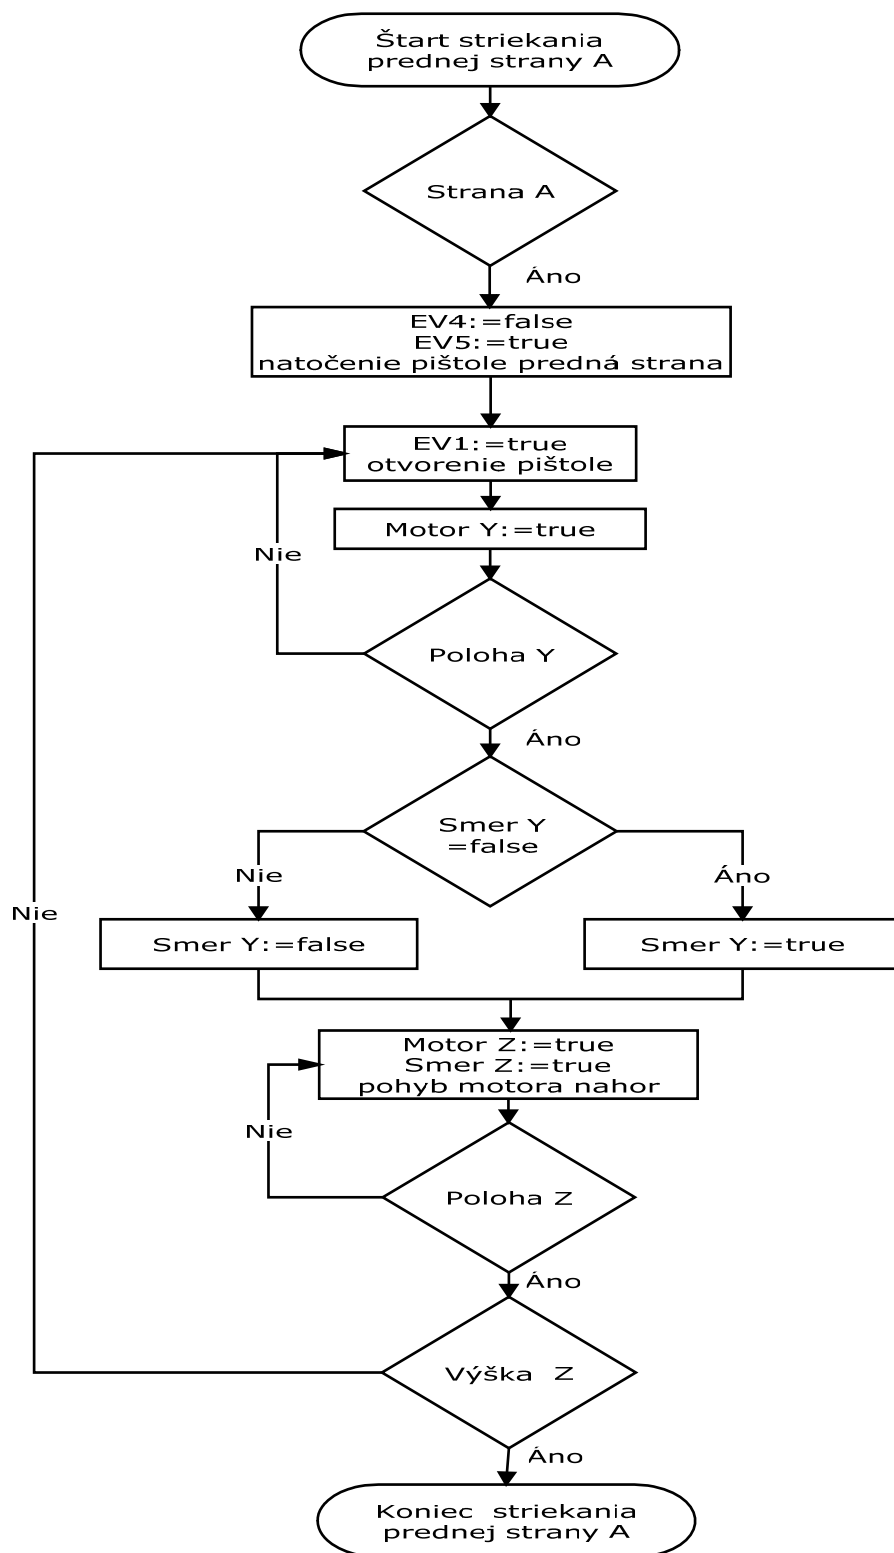 Štart striekania
prednej strany A
Strana A
Áno
EV4:=false
EV5:=true
natočenie pištole predná strana
EV1:=true
otvorenie pištole
Motor Y:=true
Nie
Poloha Y
Áno
Smer Y
=false
Nie
Áno
Nie
Smer Y:=false
Smer Y:=true
Motor Z:=true
Smer Z:=true
pohyb motora nahor
Nie
Poloha Z
Áno
Výška Z
Áno
Koniec striekania
prednej strany A